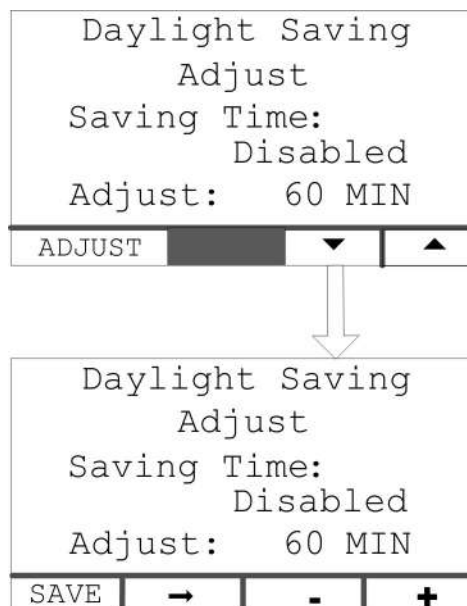 Daylight Saving
Adjust
Saving Time:
Disabled
Adjust: 60 MIN
ADJUST ▼ ▲
Daylight Saving
Adjust
Saving Time:
Disabled
Adjust: 60 MIN
SAVE → - +